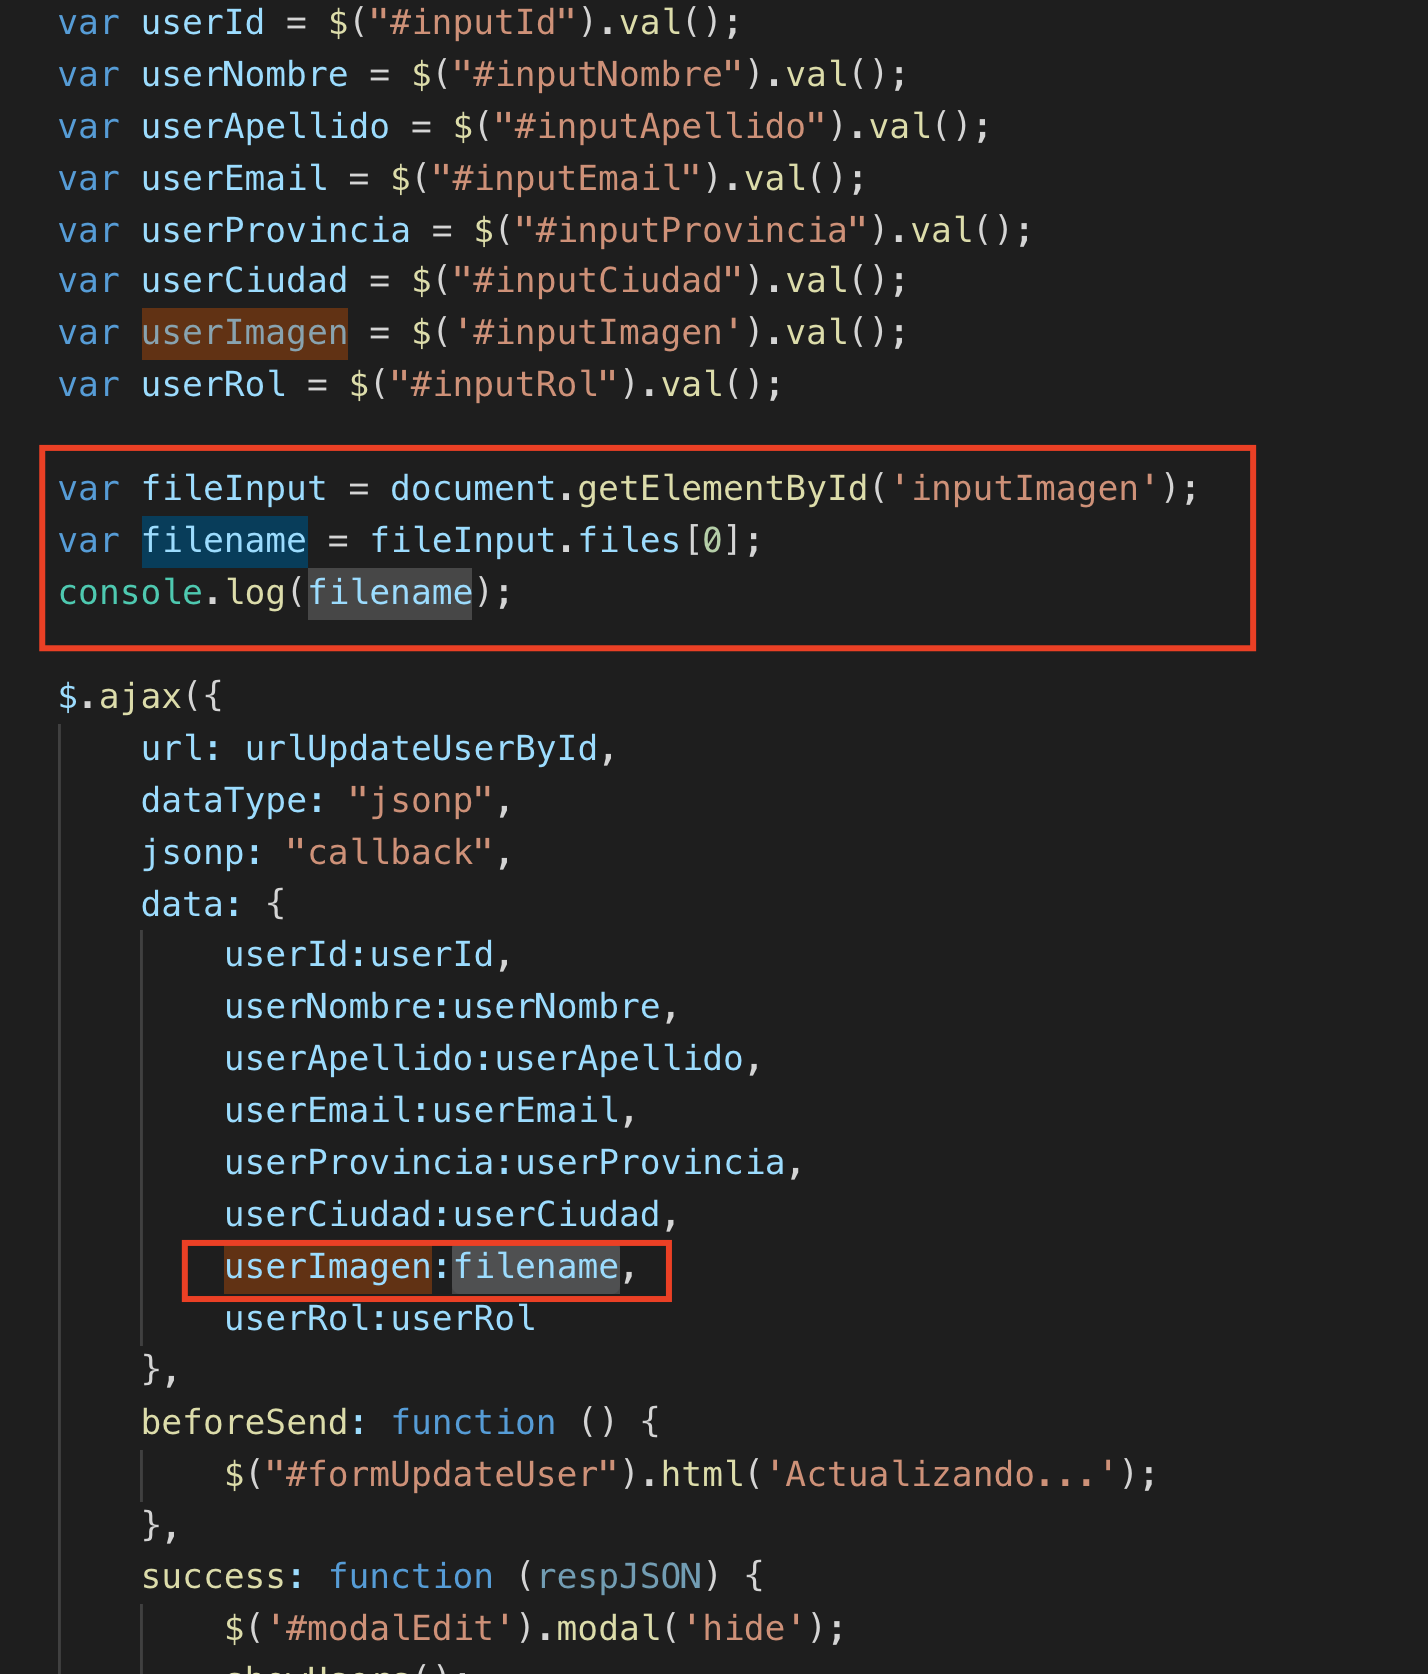 var userId = $("#inputId").val();
var userNombre = $("#inputNombre").val();
var userApellido = $("#inputApellido").val();
var userEmail = $("#inputEmail").val();
var userProvincia = $("#inputProvincia").val();
var userCiudad = $("#inputCiudad").val();
var userImagen = $('#inputImagen').val();
var userRol = $("#inputRol").val();
var fileInput = document.getElementById('inputImagen');
var filename = fileInput.files[0];
console.log(filename);
$.ajax({
url: urlUpdateUserById,
dataType: "jsonp",
jsonp: "callback",
data: {
userId:userId,
userNombre:userNombre,
userApellido:userApellido,
userEmail:userEmail,
userProvincia:userProvincia,
userCiudad:userCiudad,
userImagen:filename,
userRol:userRol
},
beforeSend: function () {
$("#formUpdateUser").html('Actualizando...');
},
success: function (respJSON) {
$('#modalEdit').modal('hide');